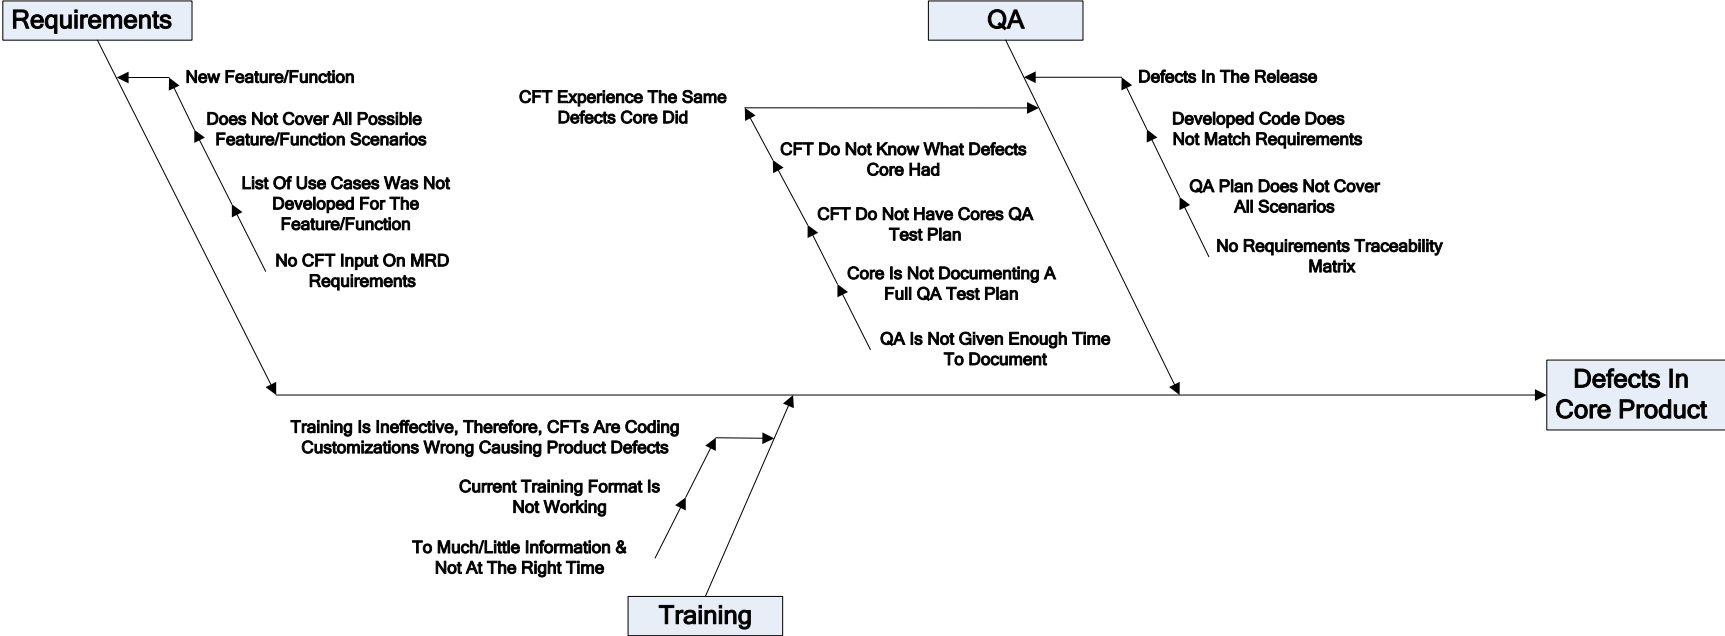 Requirements
New Feature/Function
Does Not Cover All Possible
Feature/Function Scenarios
List Of Use Cases Was Not
Developed For The
Feature/Function
No CFT Input On MRD
Requirements
QA
CFT Experience The Same
Defects Core Did
CFT Do Not Know What Defects
Core Had
CFT Do Not Have Cores QA
Test Plan
Core Is Not Documenting A
Full QA Test Plan
QA Is Not Given Enough Time
To Document
Defects In The Release
Developed Code Does
Not Match Requirements
QA Plan Does Not Cover
All Scenarios
No Requirements Traceability
Matrix
Defects In
Core Product
Training Is Ineffective, Therefore, CFTs Are Coding
Customizations Wrong Causing Product Defects
Current Training Format Is
Not Working
To Much/Little Information &
Not At The Right Time
Training